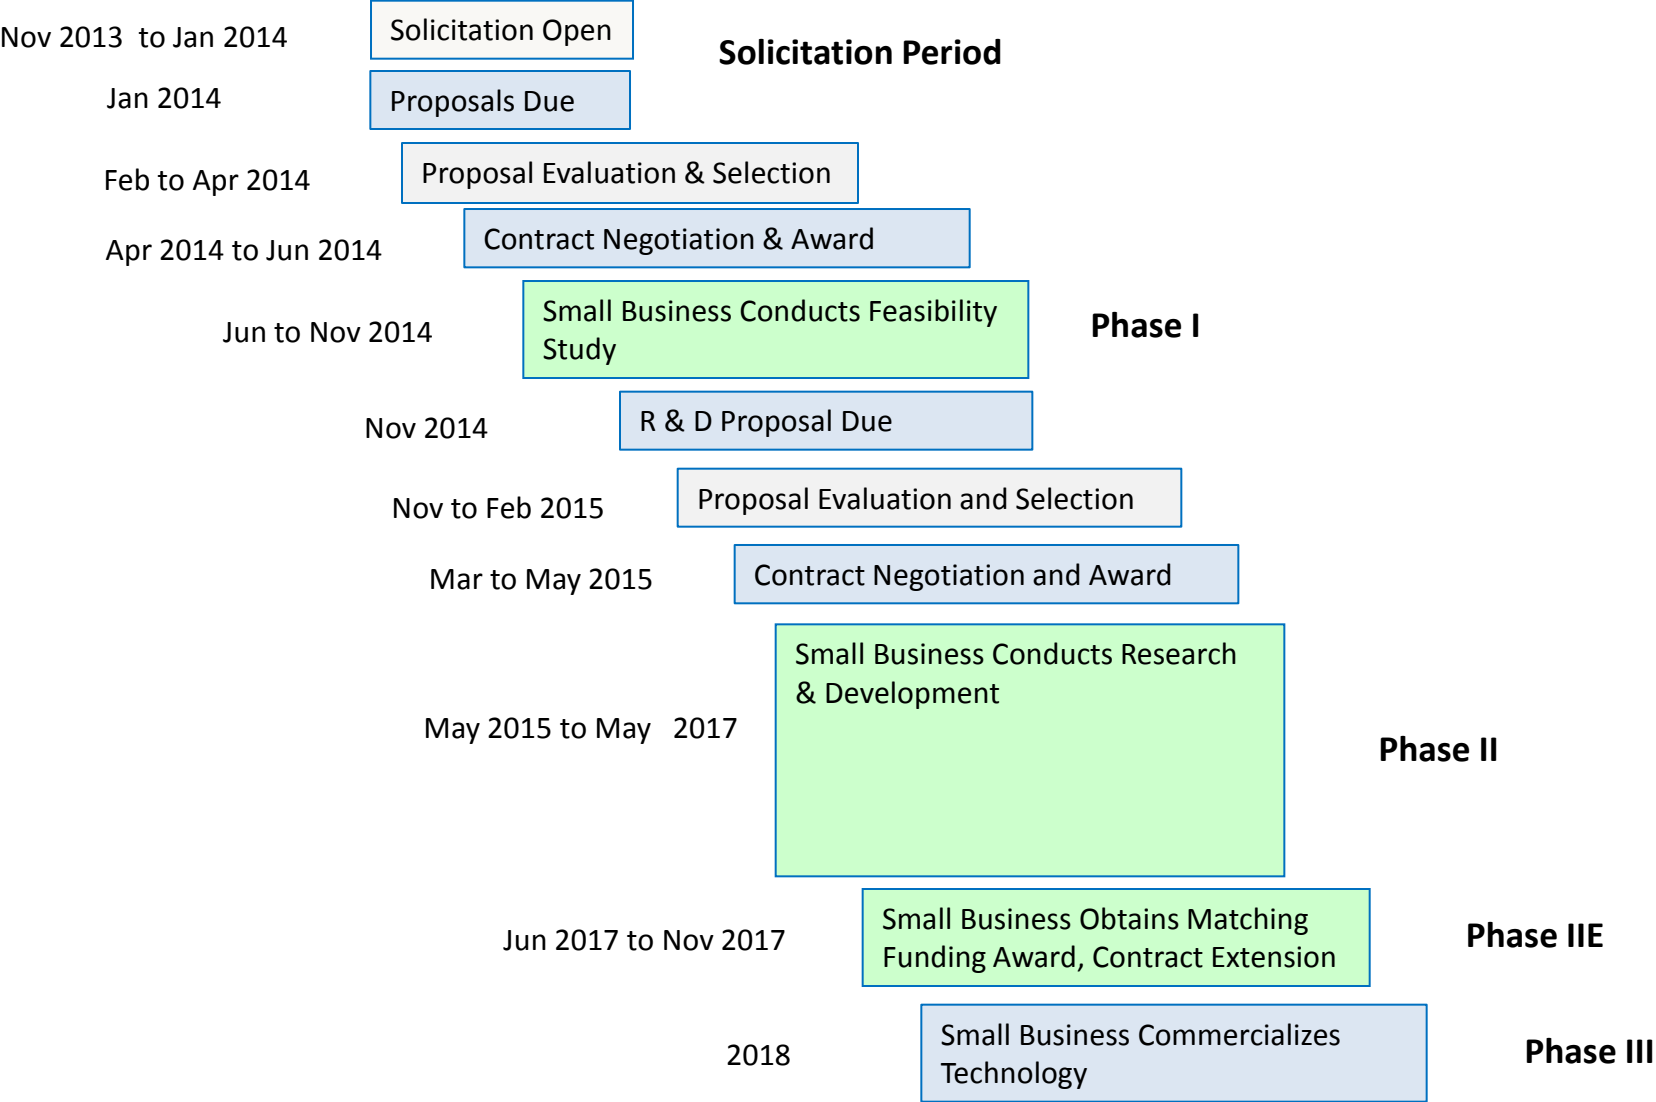 Nov 2013  to Jan 2014
Solicitation Open
Solicitation Period
Jan 2014
Proposals Due
Feb to Apr 2014
Proposal Evaluation & Selection
Apr 2014 to Jun 2014
Contract Negotiation & Award
Jun to Nov 2014
Small Business Conducts Feasibility
Study
Phase I
Nov 2014
R & D Proposal Due
Nov to Feb 2015
Proposal Evaluation and Selection
Mar to May 2015
Contract Negotiation and Award
May 2015 to May   2017
Small Business Conducts Research
& Development
Phase II
Jun 2017 to Nov 2017
Small Business Obtains Matching
Funding Award, Contract Extension
Phase IIE
2018
Small Business Commercializes
Technology
Phase III